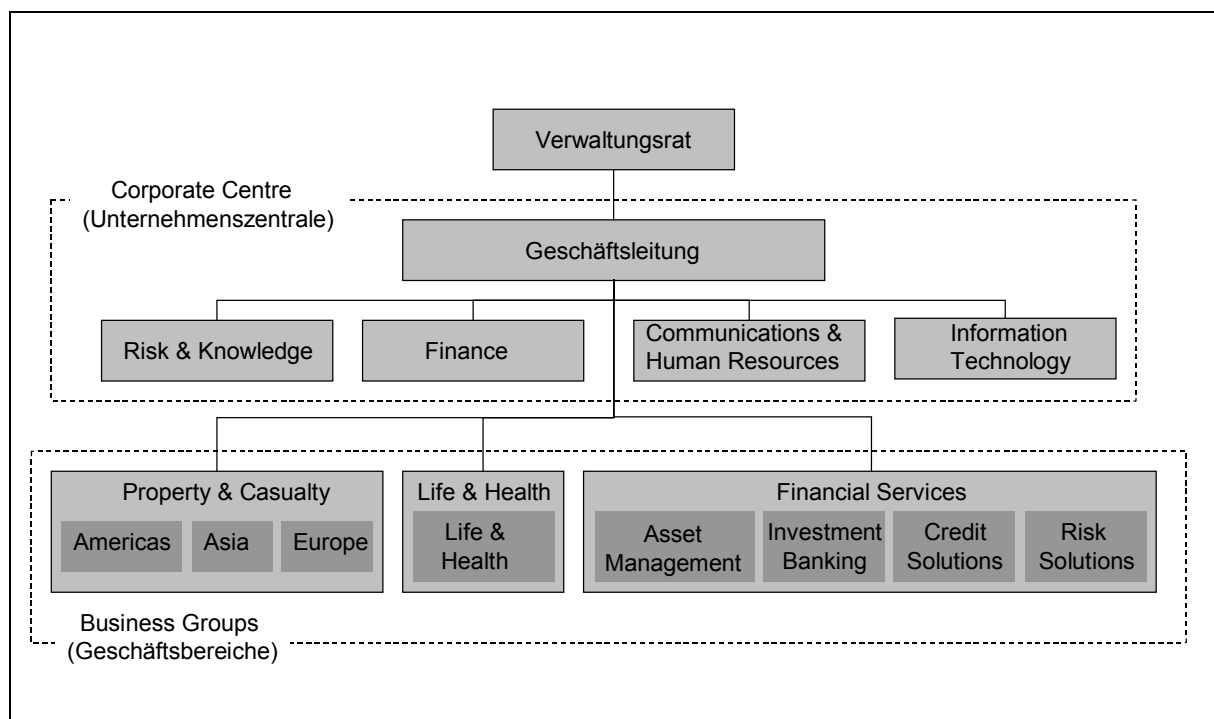 Verwaltungsrat
Corporate Centre
(Unternehmenszentrale)
Geschäftsleitung
Risk & Knowledge
Finance
Communications &
Human Resources
Information
Technology
Property & Casualty
Americas
Asia
Europe
Life & Health
Life &
Health
Financial Services
Asset
Management
Investment
Banking
Credit
Solutions
Risk
Solutions
Business Groups
(Geschäftsbereiche)